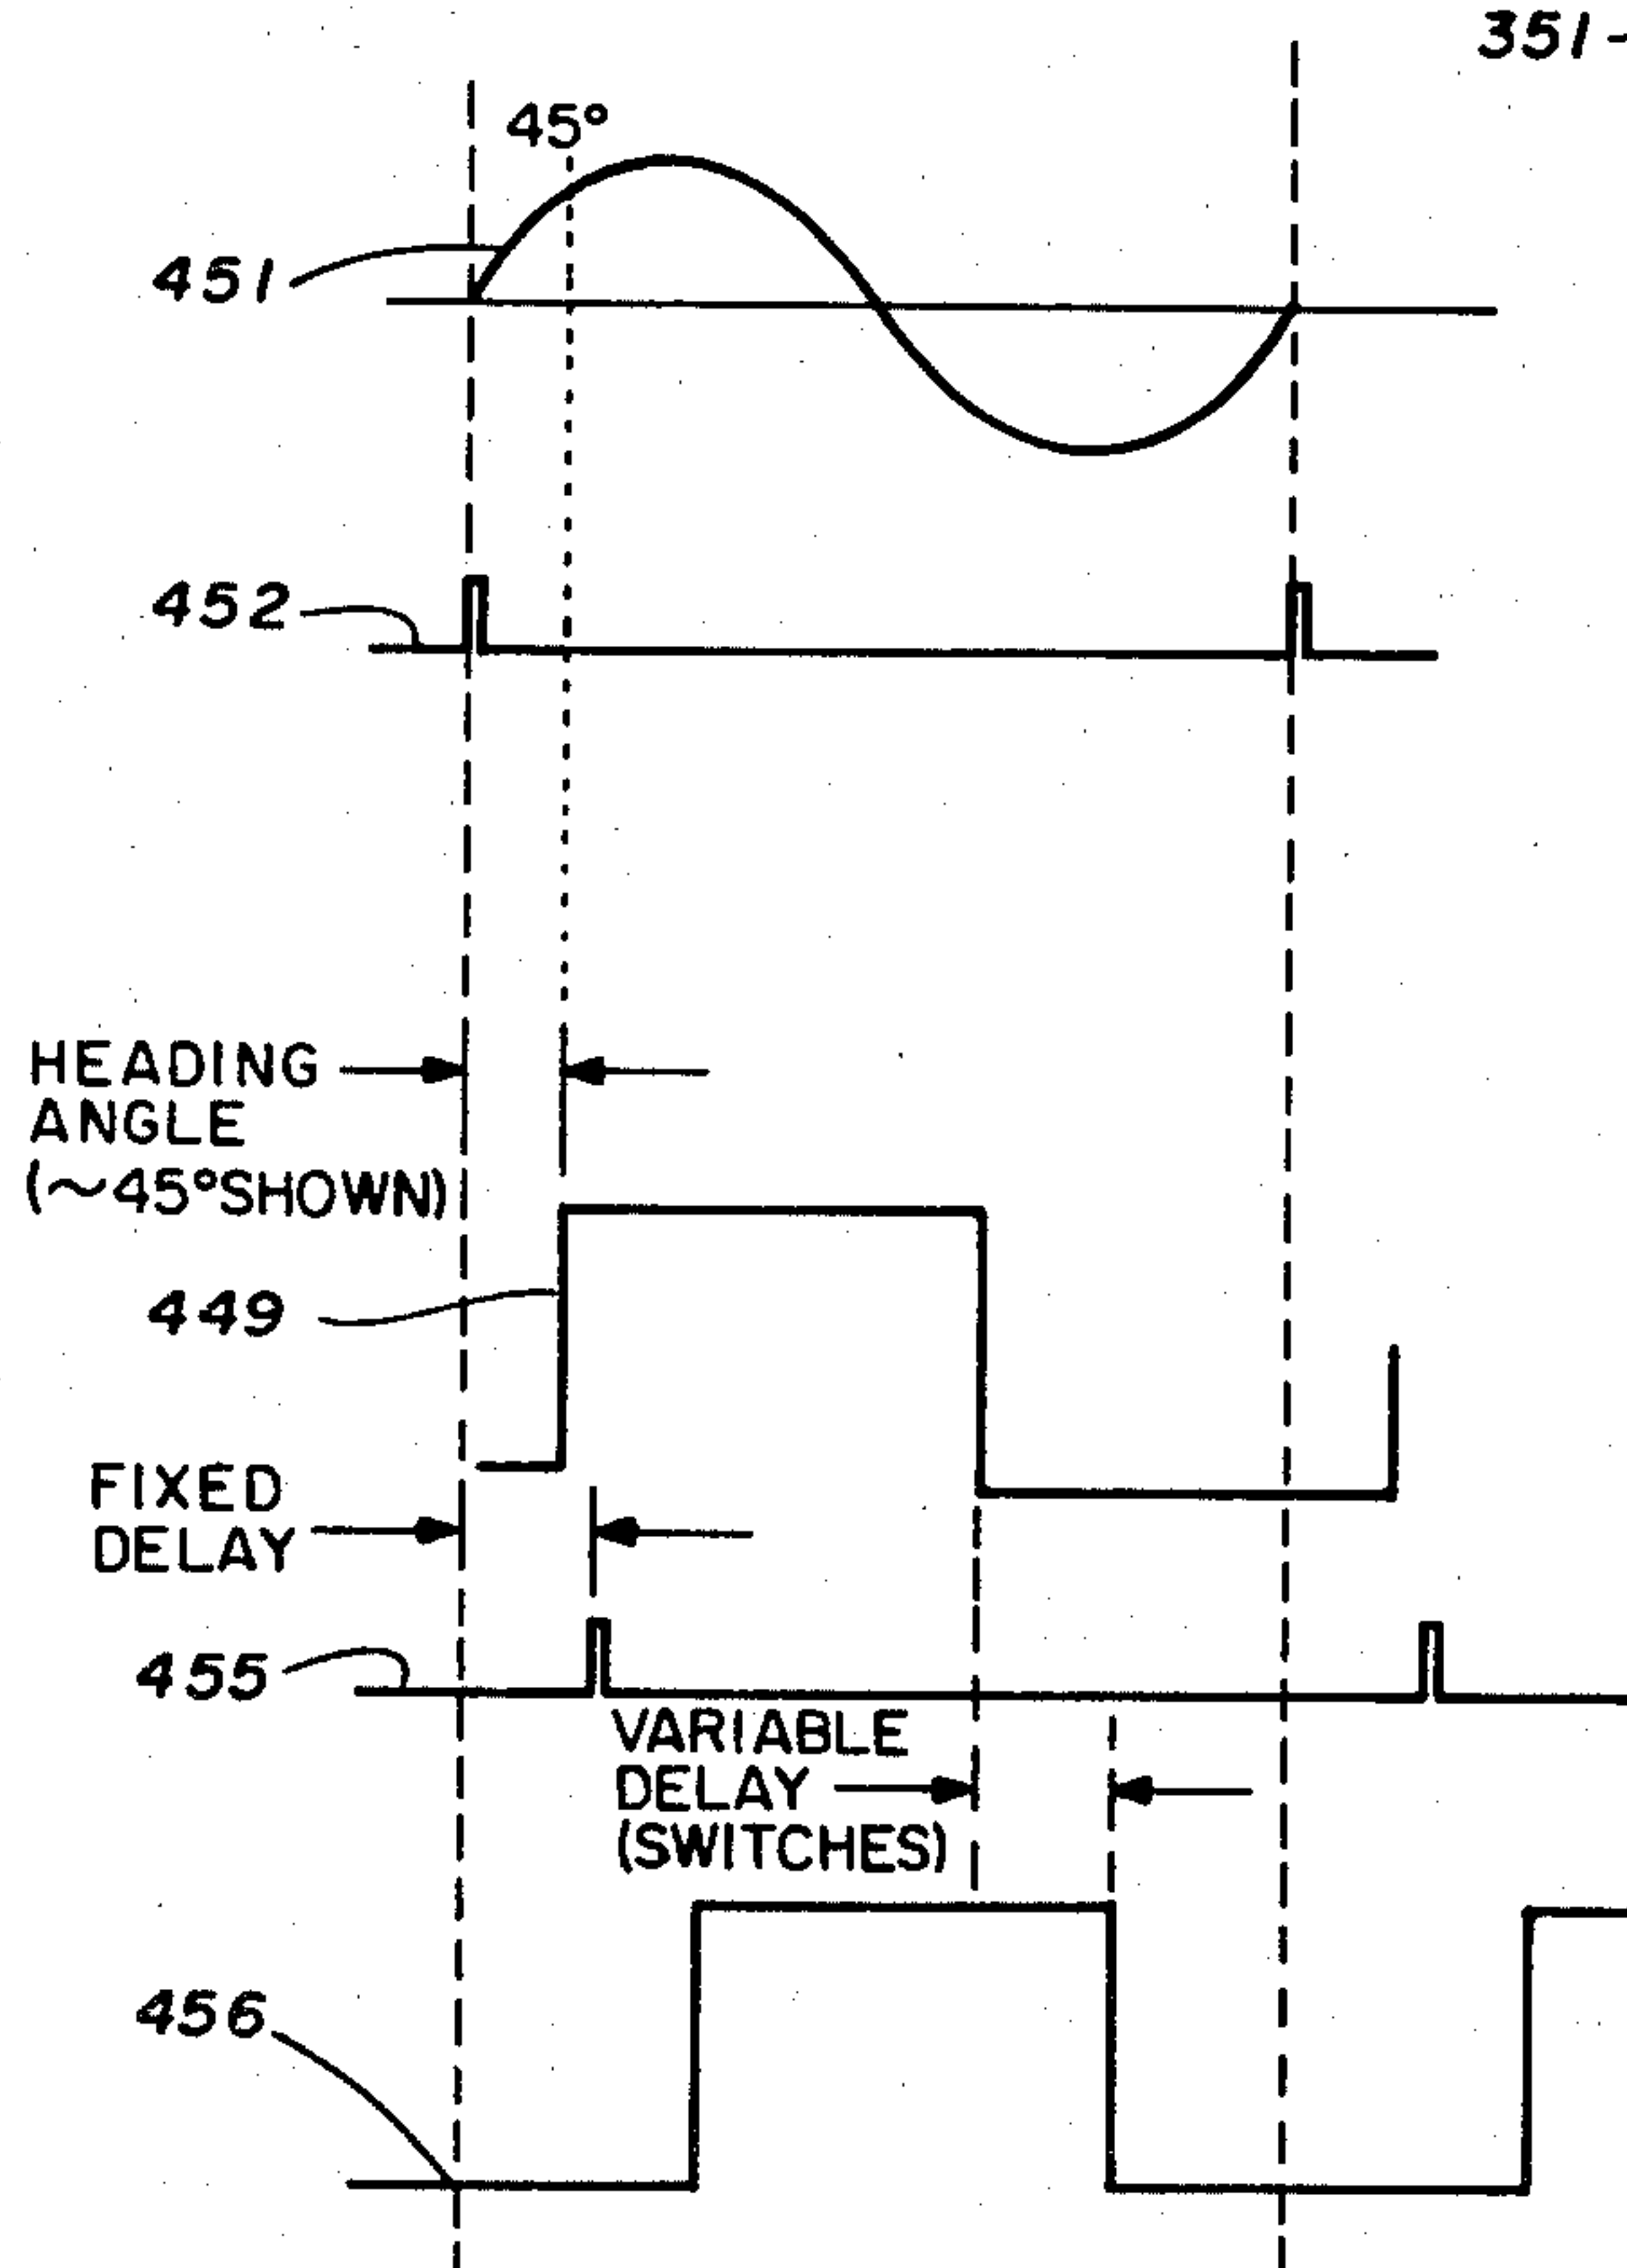 351-
45°
451
452
HEADING
ANGLE
(~45°SHOWN)
449
FIXED
DELAY
455
VARIABLE
DELAY
(SWITCHES)
456